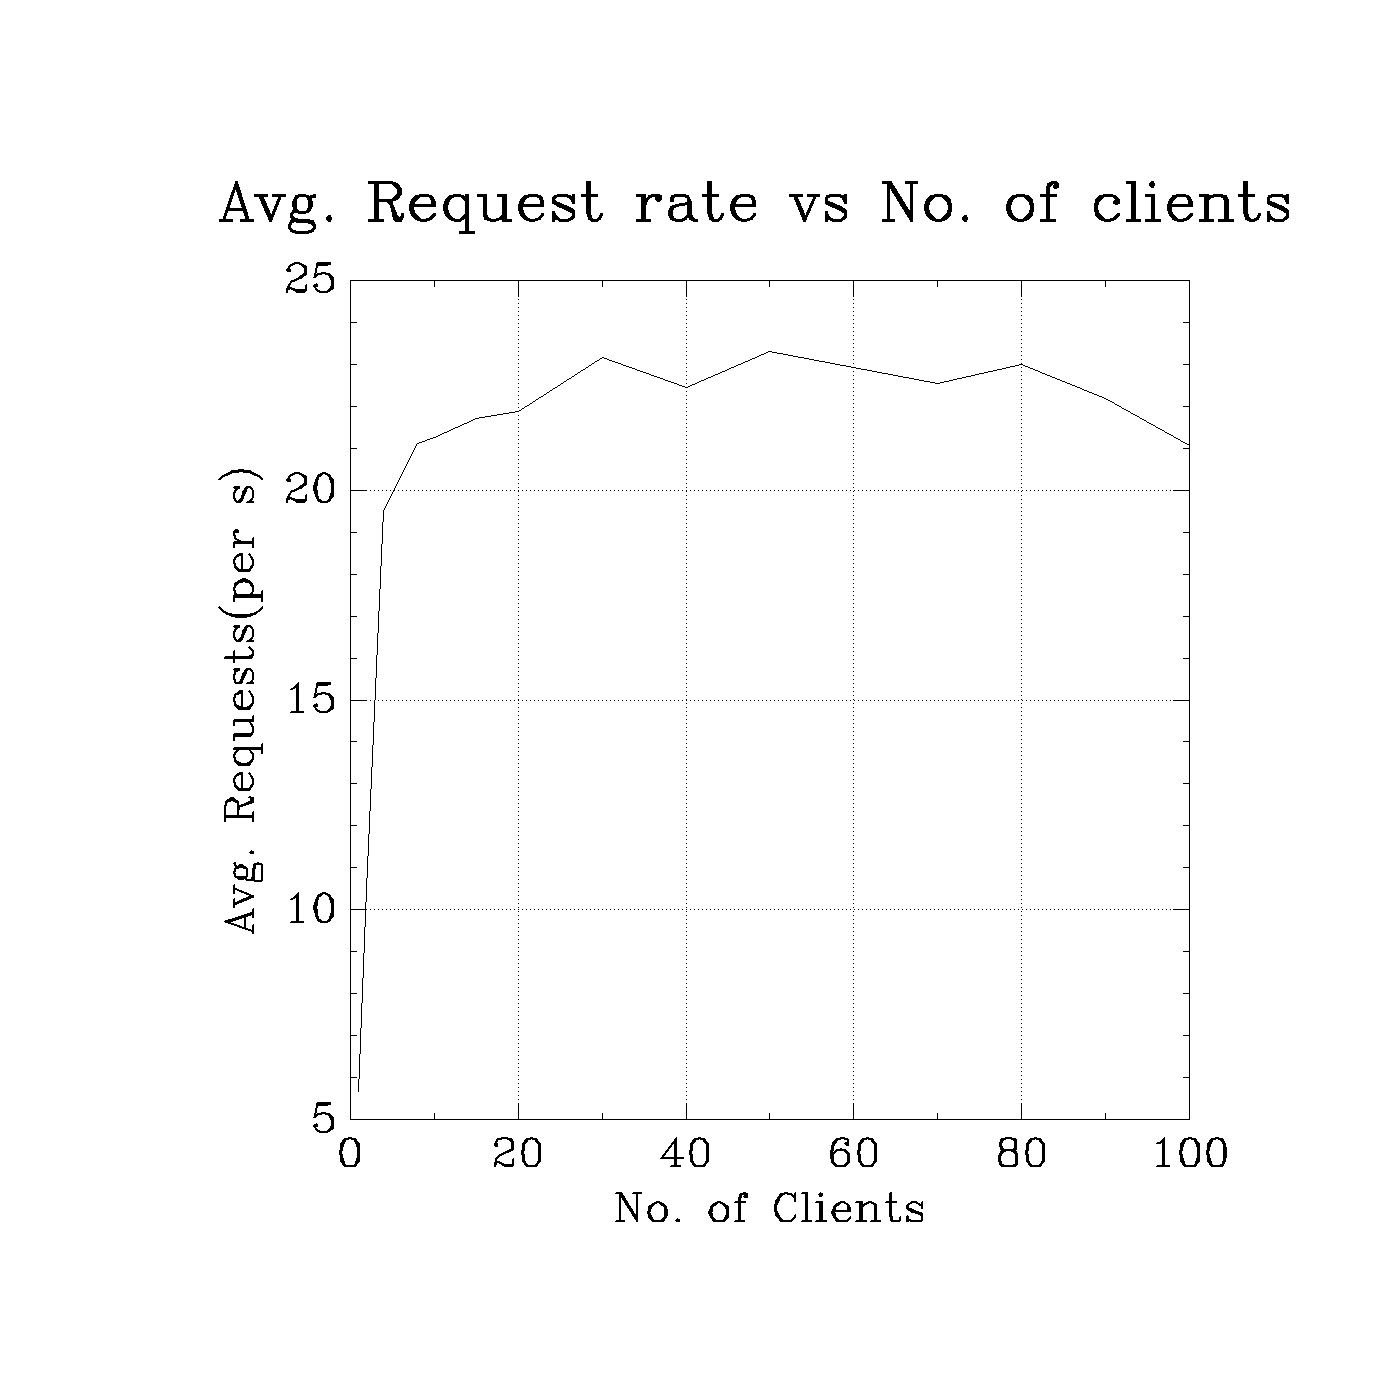 Avg. Request rate vs No. of clients
25
20
15
10
5
Avg. Requests(per s)
0 20 40 60 80 100
No. of Clients